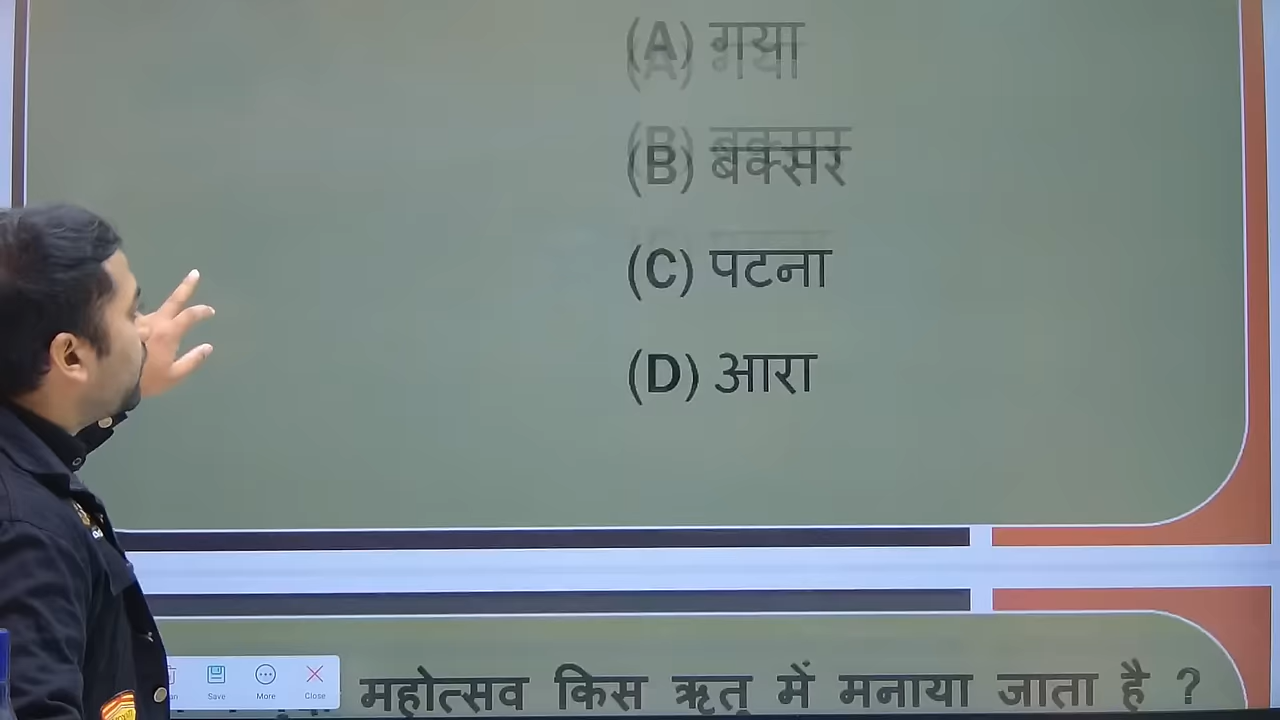 (A) गया
(B) बक्सर
(C) पटना
(D) आरा
महोत्सव किस ऋतु में मनाया जाता है ?
Save
More
Close